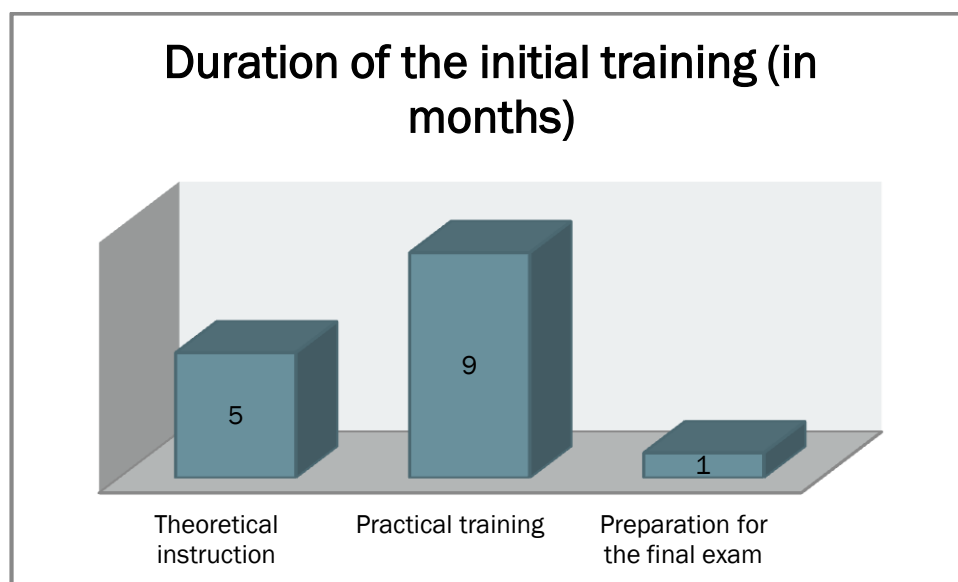 Duration of the initial training (in
months)
5
9
1
Theoretical
instruction
Practical training
Preparation for
the final exam